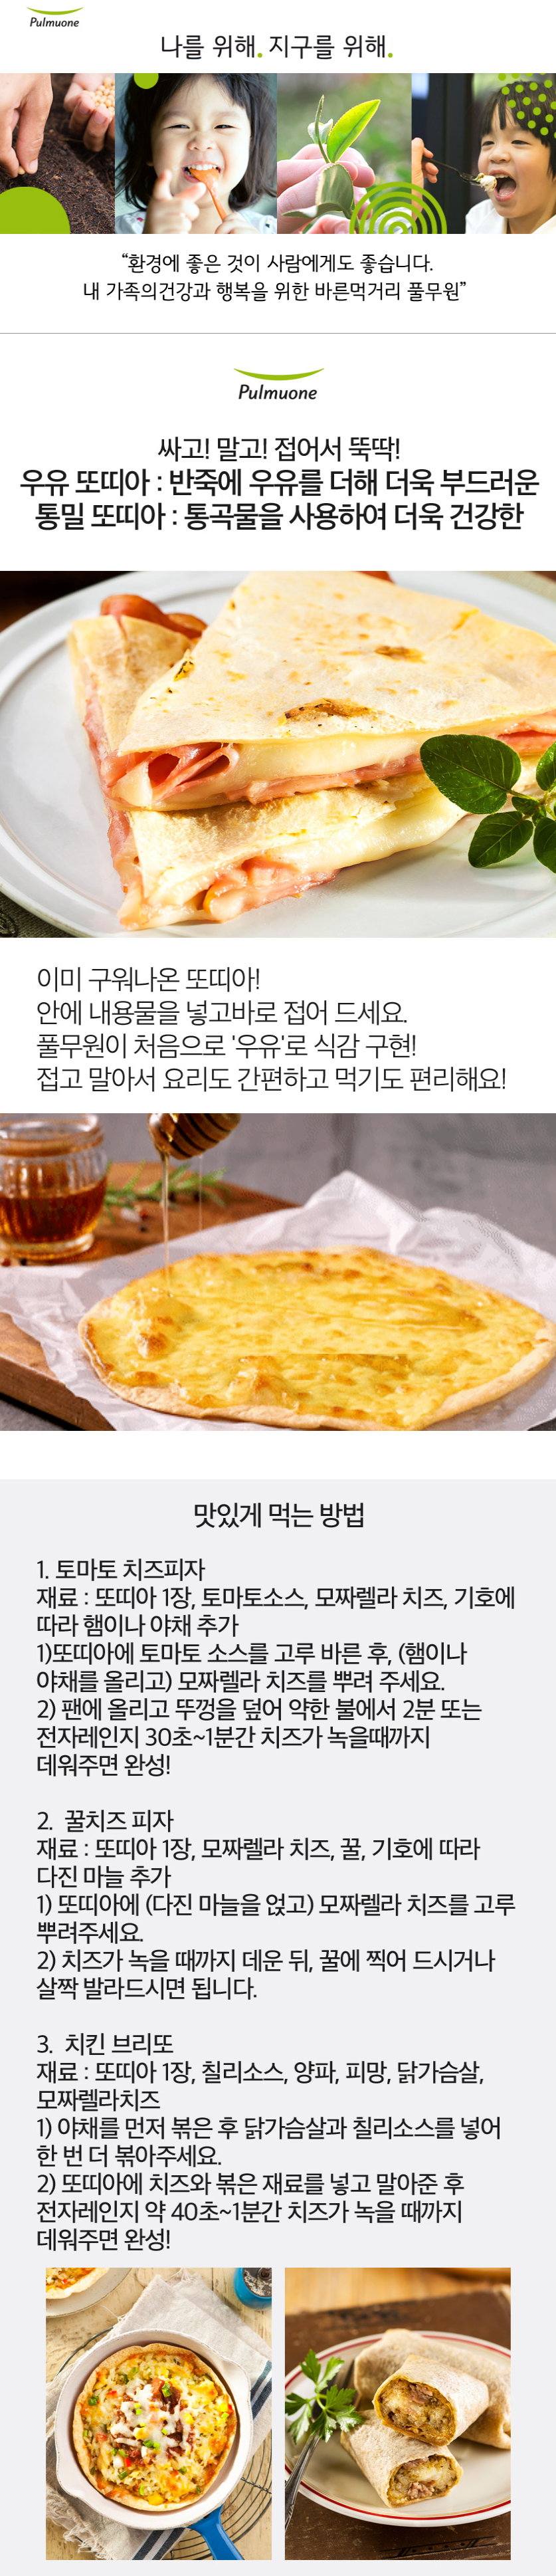 Pulmuone
나를 위해. 지구를 위해.
“환경에 좋은 것이 사람에게도 좋습니다.
내 가족의건강과 행복을 위한 바른먹거리 풀무원”
Pulmuone
싸고! 말고! 접어서 뚝딱!
우유 또띠아 : 반죽에 우유를 더해 더욱 부드러운
통밀 또띠아 : 통곡물을 사용하여 더욱 건강한
이미 구워나온 또띠아!
안에 내용물을 넣고바로 접어 드세요.
풀무원이 처음으로 '우유'로 식감 구현!
접고 말아서 요리도 간편하고 먹기도 편리해요!
맛있게 먹는 방법
1. 토마토 치즈피자
재료 : 또띠아 1장, 토마토소스, 모짜렐라 치즈, 기호에
따라 햄이나 야채 추가
1)또띠아에 토마토 소스를 고루 바른 후, (햄이나
야채를 올리고) 모짜렐라 치즈를 뿌려 주세요.
2) 팬에 올리고 뚜껑을 덮어 약한 불에서 2분 또는
전자레인지 30초~1분간 치즈가 녹을때까지
데워주면 완성!
2. 꿀치즈 피자
재료 : 또띠아 1장, 모짜렐라 치즈, 꿀, 기호에 따라
다진 마늘 추가
1) 또띠아에 (다진 마늘을 얹고) 모짜렐라 치즈를 고루
뿌려주세요.
2) 치즈가 녹을 때까지 데운 뒤, 꿀에 찍어 드시거나
살짝 발라드시면 됩니다.
3. 치킨 브리또
재료 : 또띠아 1장, 칠리소스, 양파, 피망, 닭가슴살,
모짜렐라치즈
1) 야채를 먼저 볶은 후 닭가슴살과 칠리소스를 넣어
한 번 더 볶아주세요.
2) 또띠아에 치즈와 볶은 재료를 넣고 말아준 후
전자레인지 약 40초~1분간 치즈가 녹을 때까지
데워주면 완성!